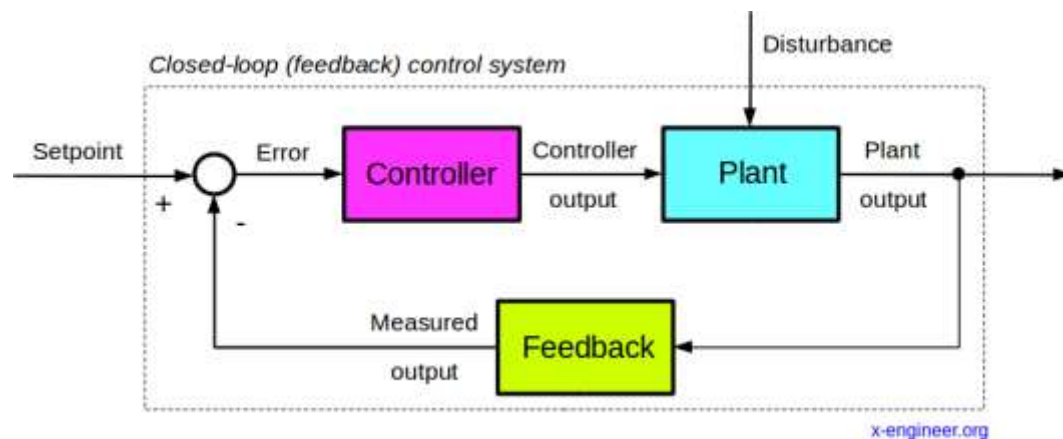 Disturbance
Closed-loop (feedback) control system
Setpoint
+
-
Error
Controller
Controller
output
Plant
Plant
output
Measured
output
Feedback
x-engineer.org